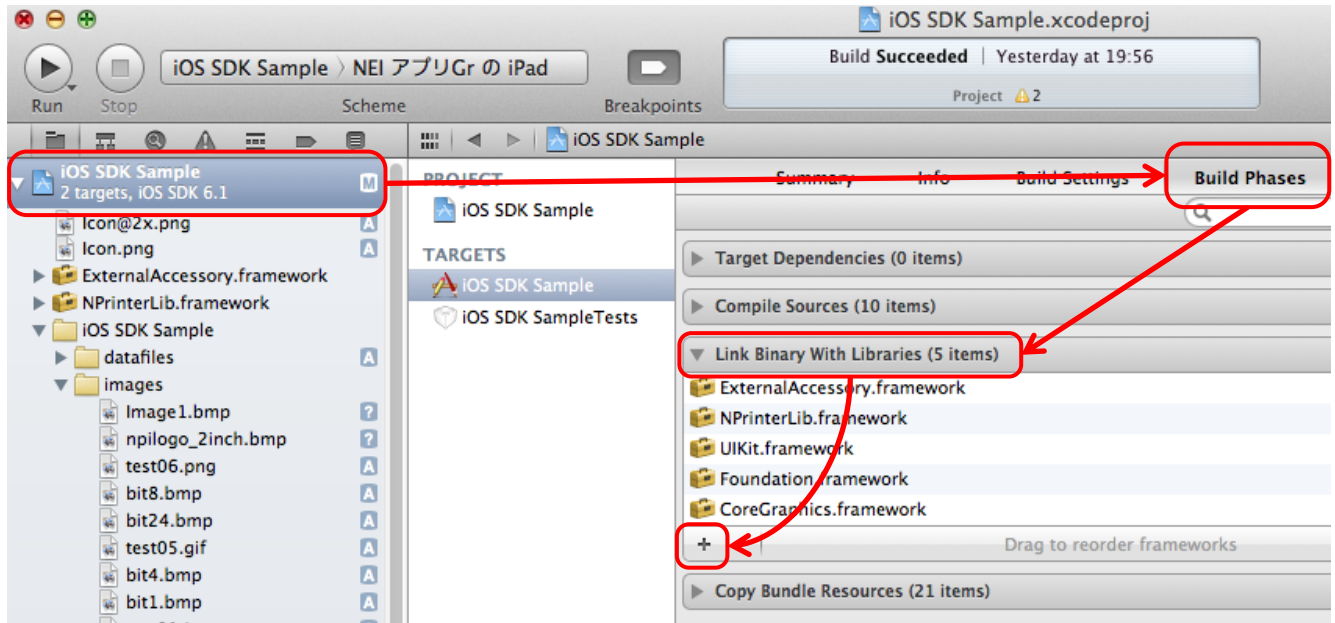 iOS SDK Sample.xcodeproj
iOS SDK Sample 〉 NEI アプリGr の iPad
Build Succeeded | Yesterday at 19:56
Project 2
Run Stop Scheme Breakpoints
iOS SDK Sample
iOS SDK Sample
2 targets, iOS SDK 6.1
M
Icon@2x.png A
Icon.png A
ExternalAccessory.framework
NPrinterLib.framework
iOS SDK Sample
datafiles A
images
Image1.bmp ?
npilogo_2inch.bmp ?
test06.png A
bit8.bmp A
bit24.bmp A
test05.gif A
bit4.bmp A
bit1.bmp A
PROJECT
iOS SDK Sample
TARGETS
iOS SDK Sample
iOS SDK SampleTests
Summary Info Build Settings Build Phases
Target Dependencies (0 items)
Compile Sources (10 items)
Link Binary With Libraries (5 items)
ExternalAccessory.framework
NPrinterLib.framework
UIKit.framework
Foundation.framework
CoreGraphics.framework
+ Drag to reorder frameworks
Copy Bundle Resources (21 items)